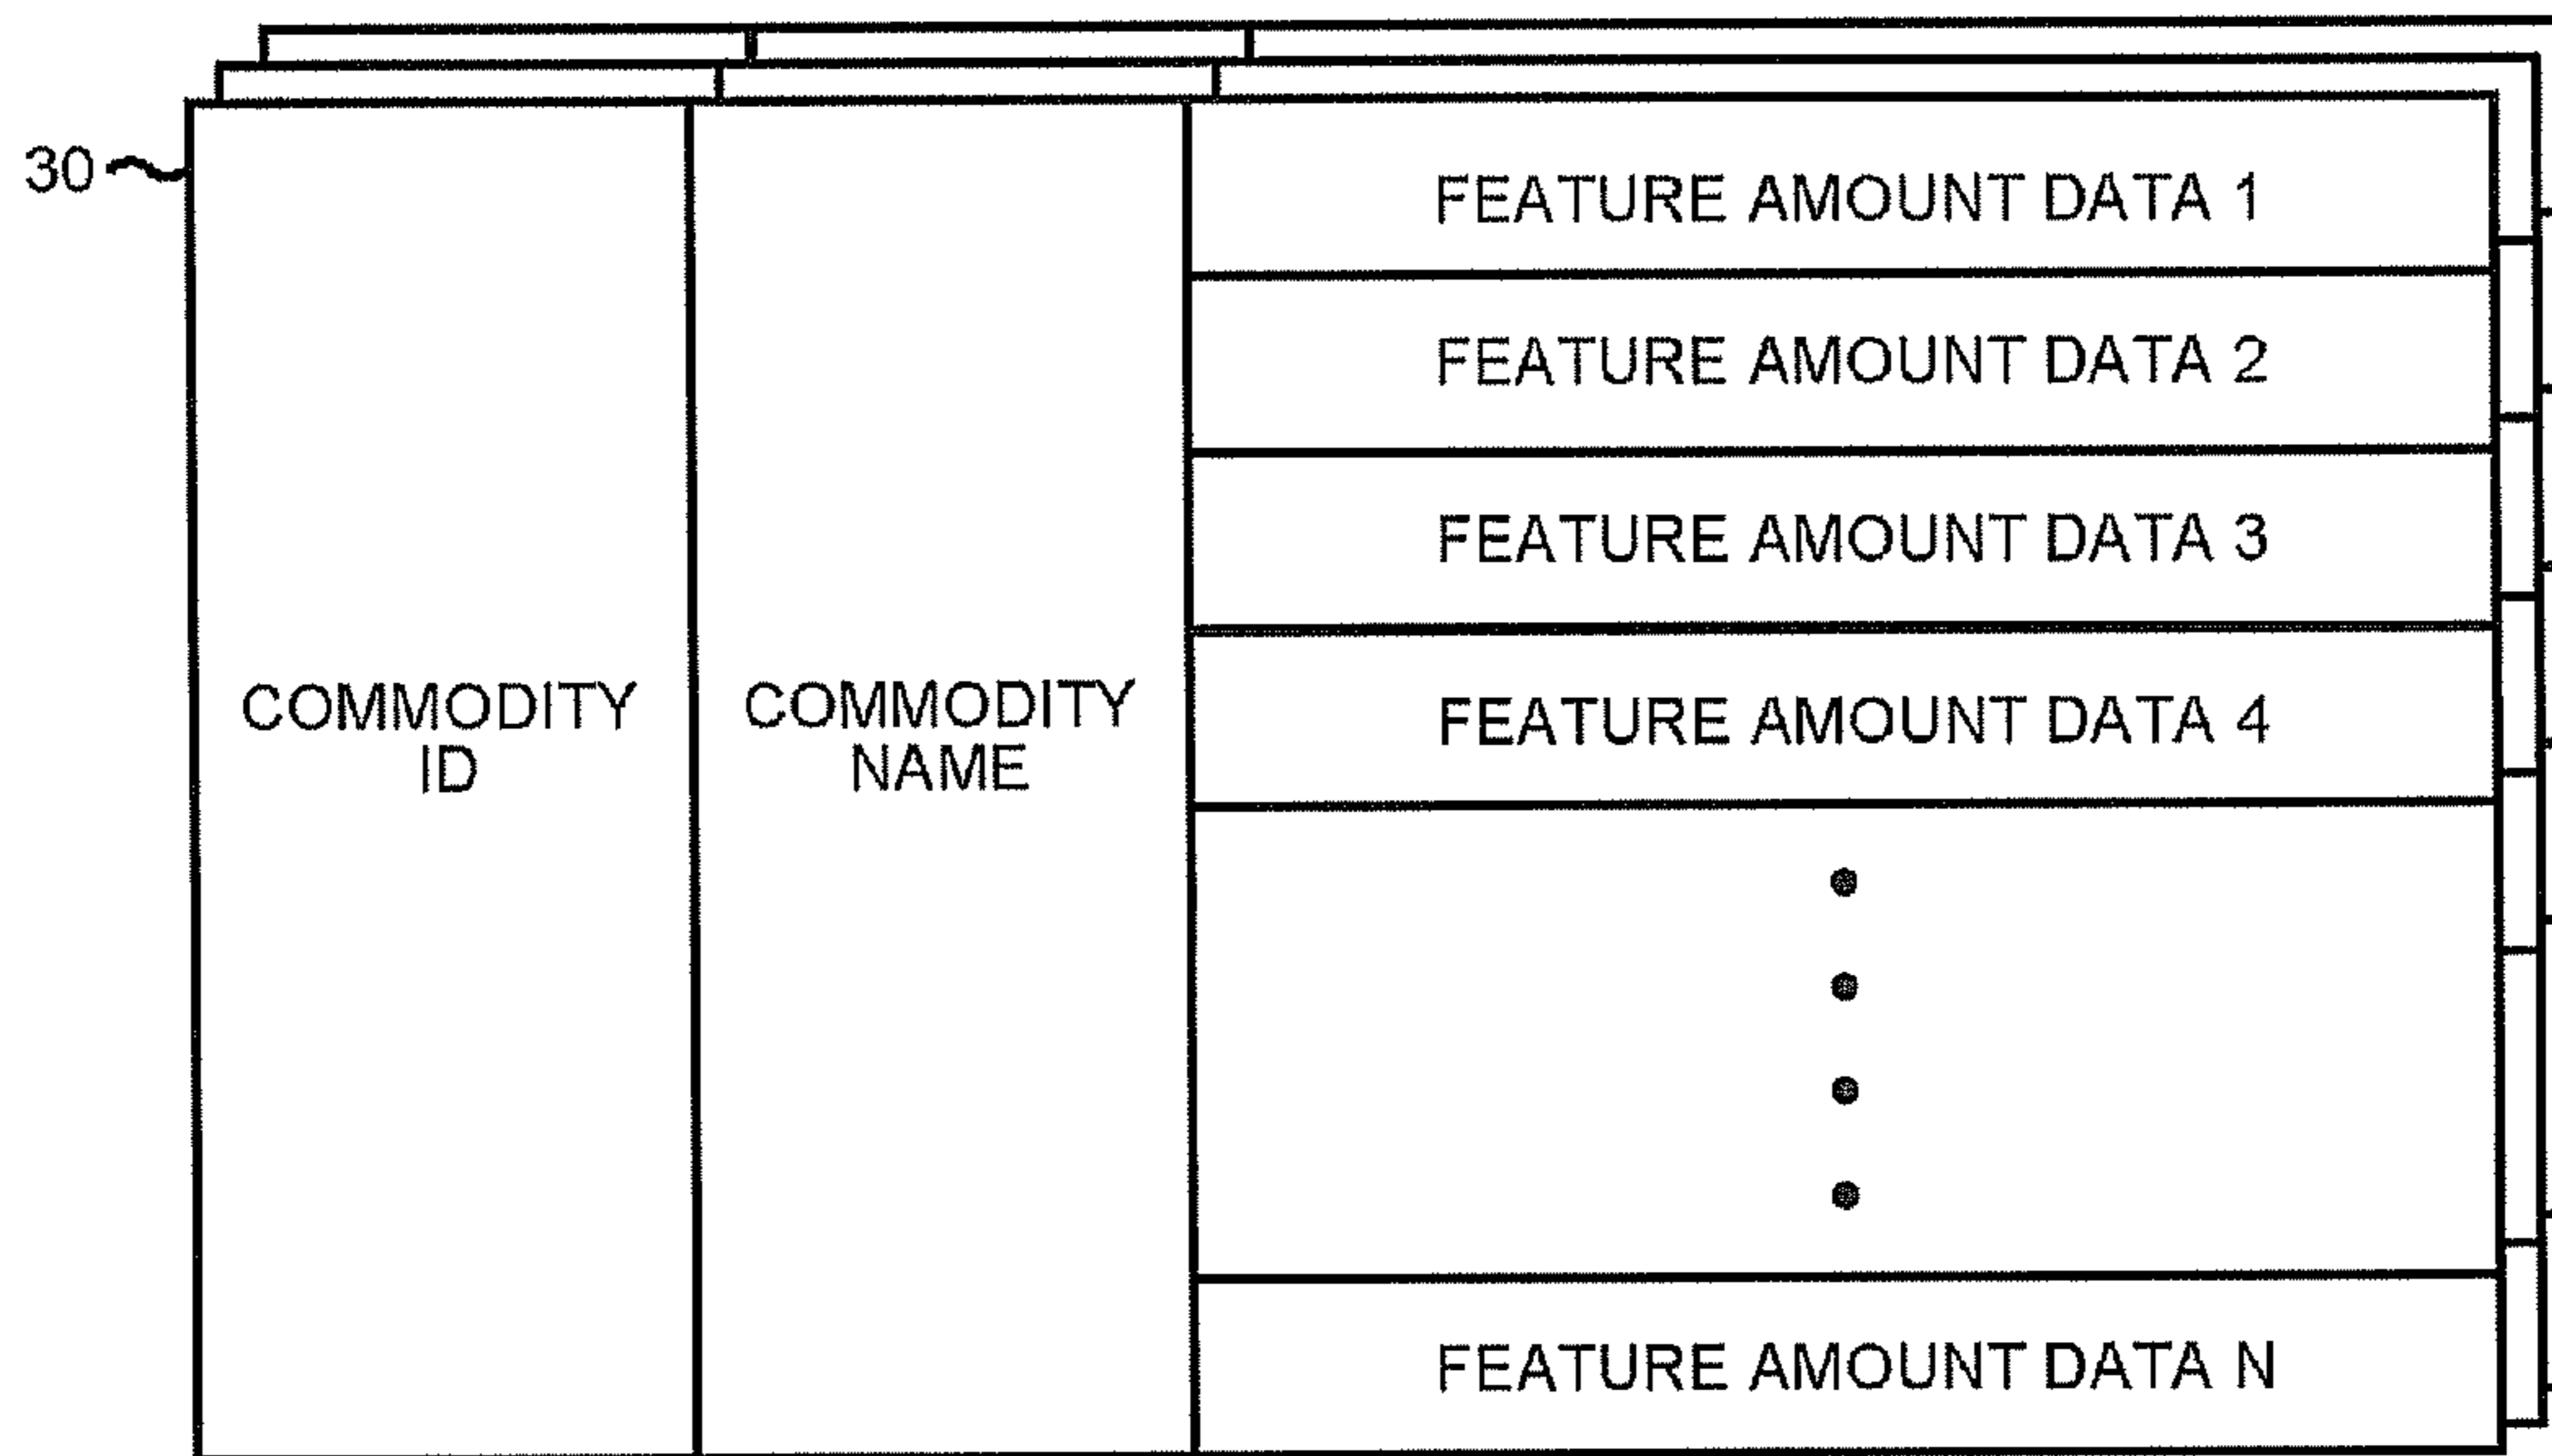 30
COMMODITY
ID
COMMODITY
NAME
FEATURE AMOUNT DATA 1
FEATURE AMOUNT DATA 2
FEATURE AMOUNT DATA 3
FEATURE AMOUNT DATA 4
FEATURE AMOUNT DATA N